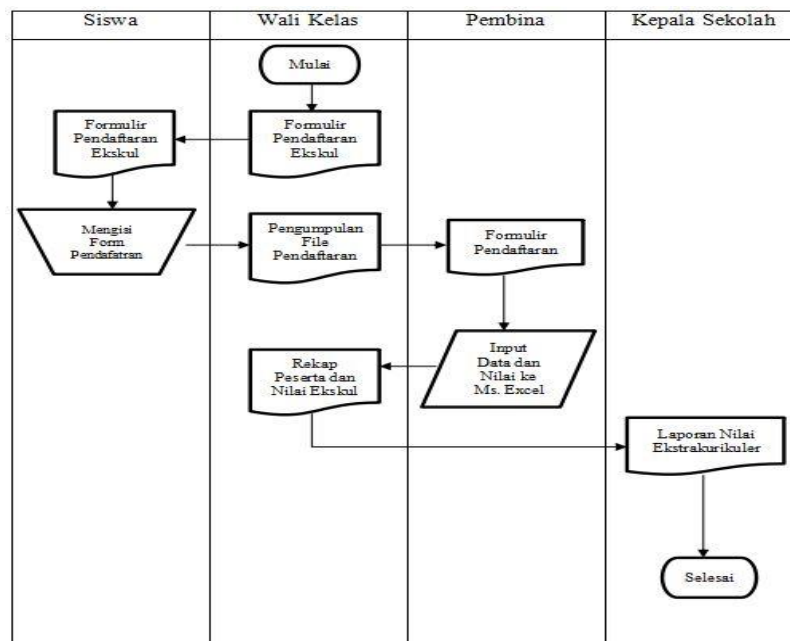 Siswa
Wali Kelas
Pembina
Kepala Sekolah
Mulai
Formulir
Pendaftaran
Ekskul
Formulir
Pendaftaran
Ekskul
Mengisi
Form
Pendafatran
Pengumpulan
File
Pendaftaran
Formulir
Pendaftaran
Input
Data dan
Nilai ke
Ms. Excel
Rekap
Peserta dan
Nilai Ekskul
Laporan Nilai
Ekstrakurikuler
Selesai